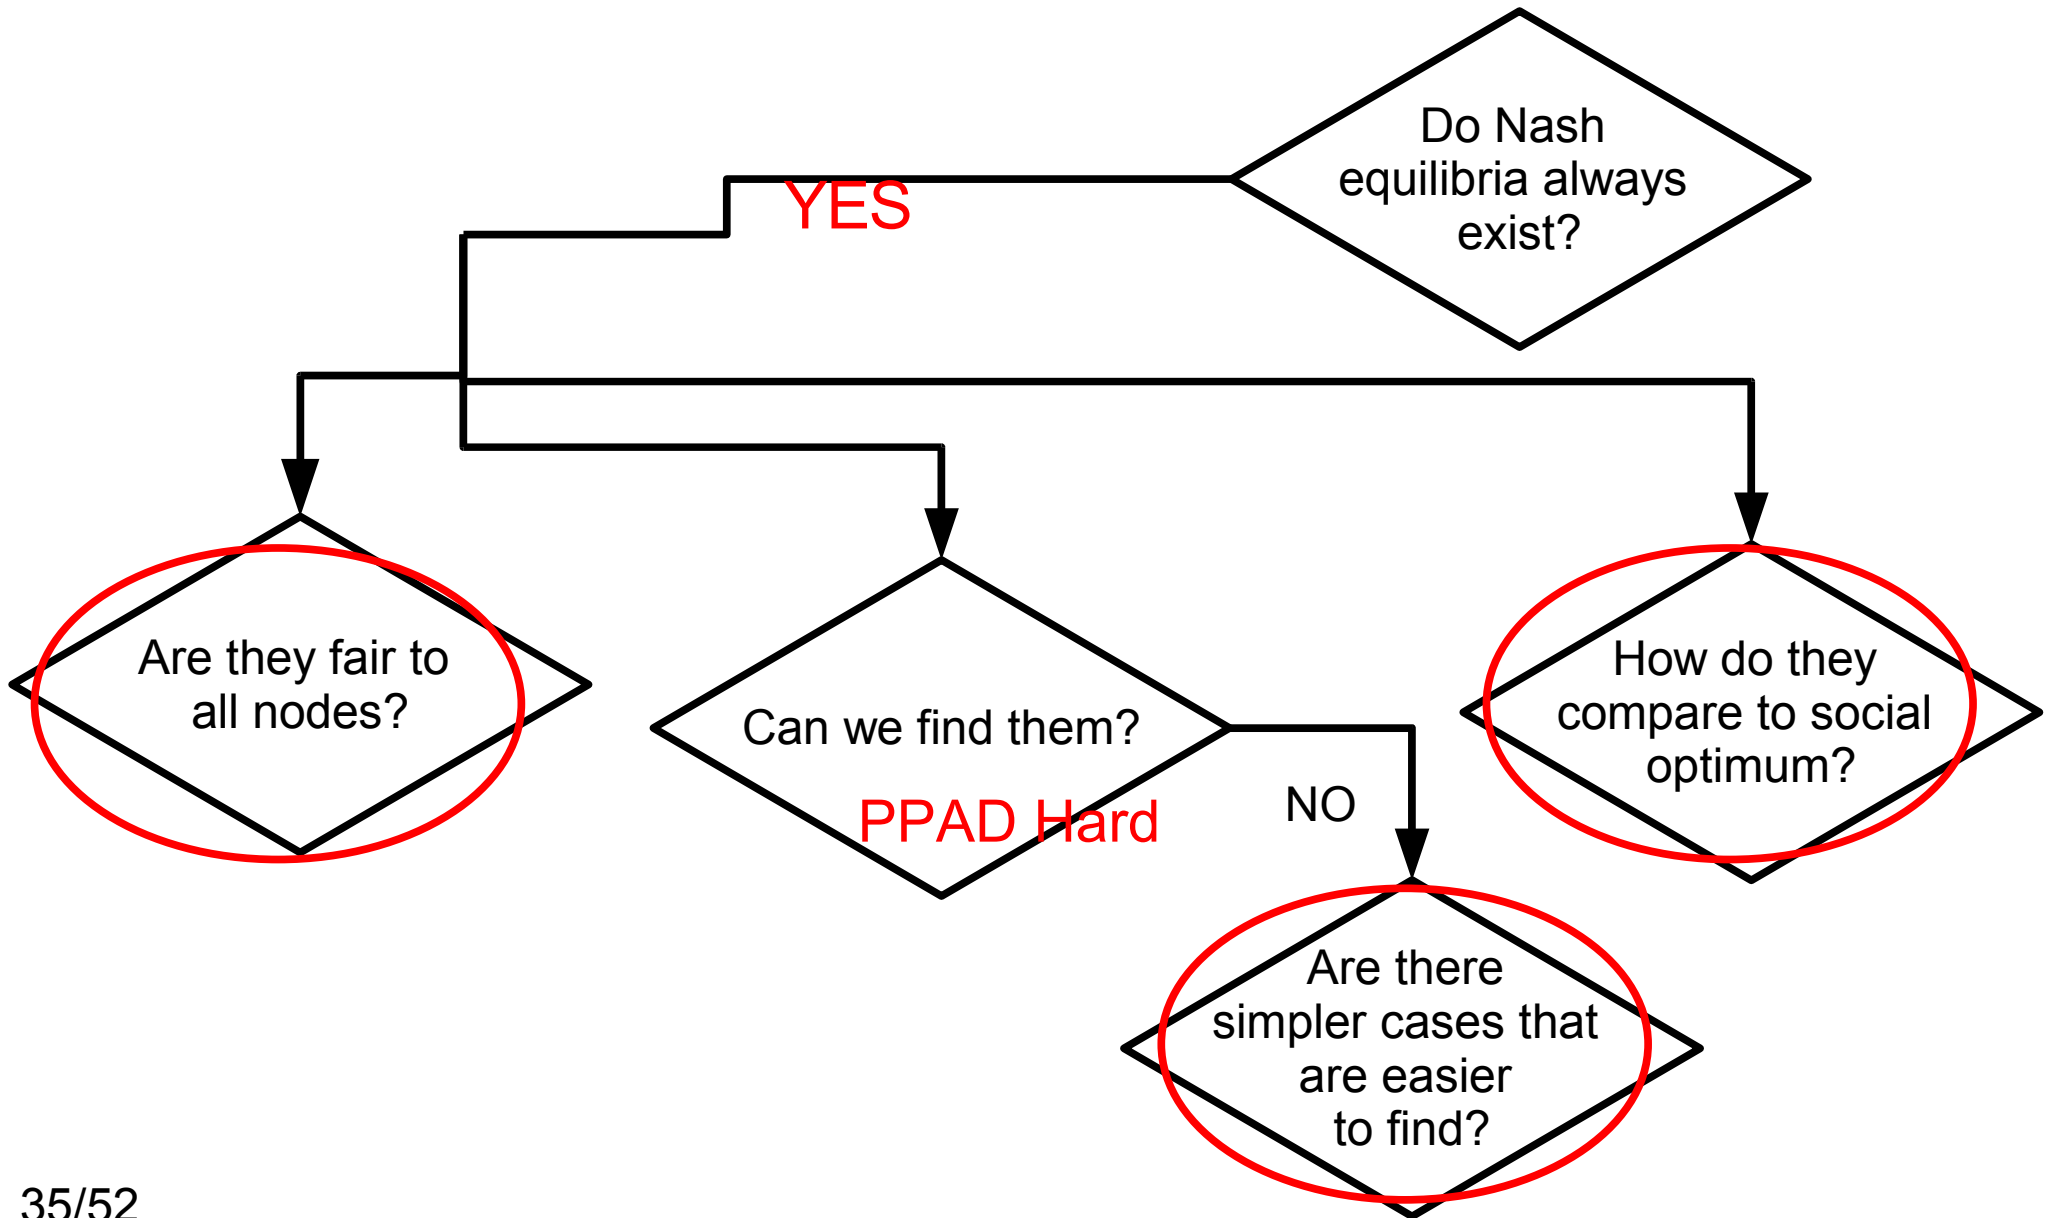 Do Nash
equilibria always
exist?
YES
Are they fair to
all nodes?
Can we find them?
PPAD Hard
NO
How do they
compare to social
optimum?
Are there
simpler cases that
are easier
to find?
35/52